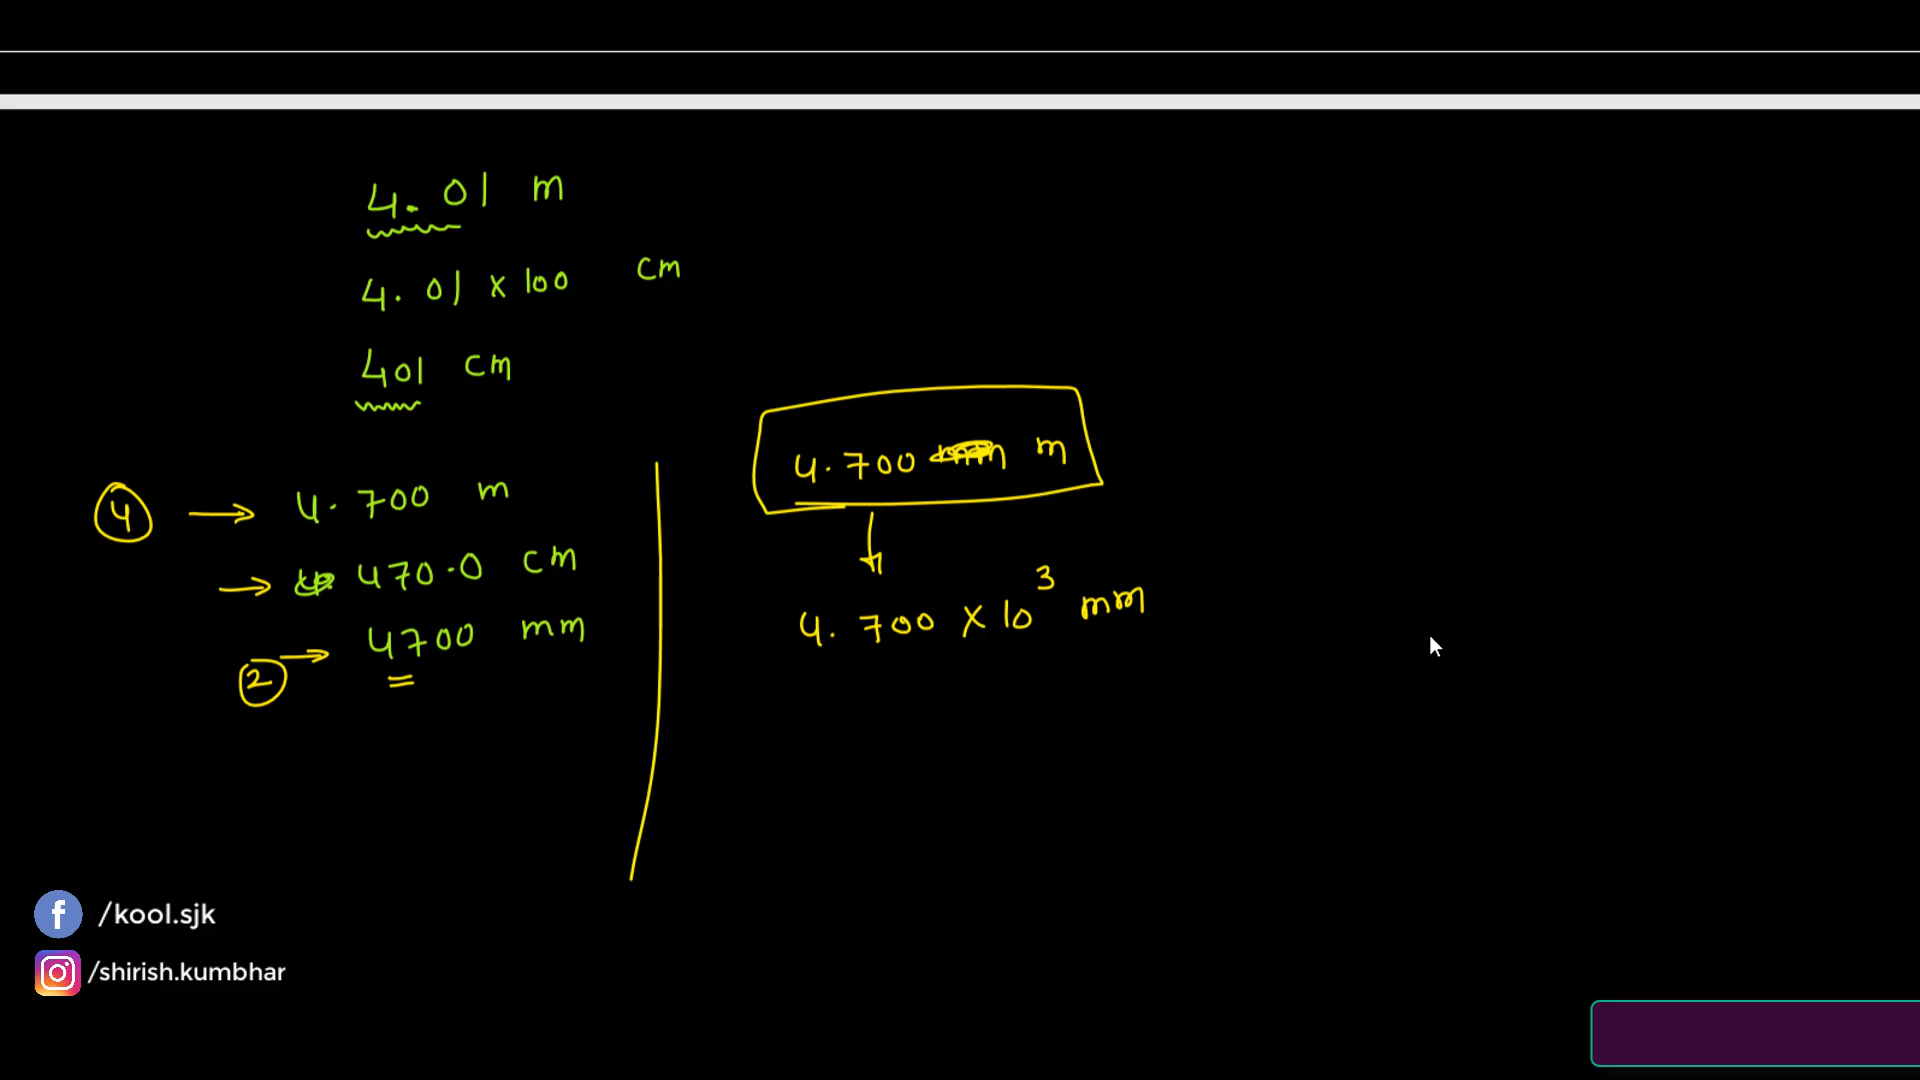 4.01 m
4.01 x 100 cm
401 cm
4 → 4.700 m
→ 470.0 cm
2 → 4700 mm
4.700 m
↓
4.700 x 10³ mm
/kool.sjk
/shirish.kumbhar